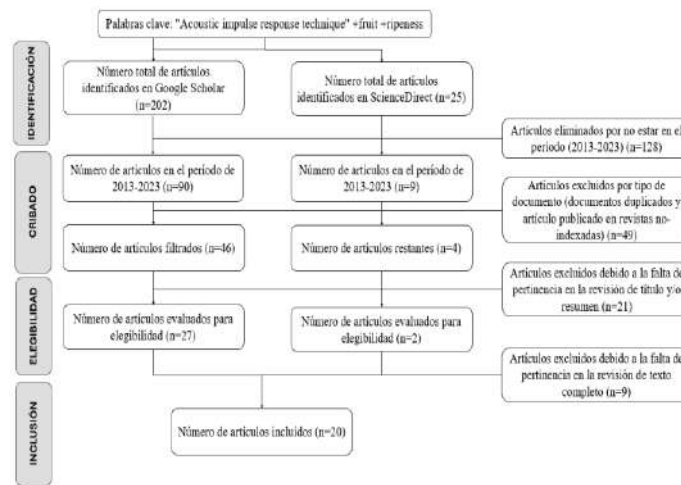 Palabras clave: "Acoustic impulse response technique" +fruit +ripeness
IDENTIFICACIÓN
Número total de artículos
identificados en Google Scholar
(n=202)
Número total de artículos
identificados en ScienceDirect (n=25)
Artículos eliminados por no estar en el
periodo (2013-2023) (n=128)
CRIBADO
Número de artículos en el período de
2013-2023 (n=90)
Número de artículos en el período de
2013-2023 (n=9)
Artículos excluidos por tipo de
documento (documentos duplicados y
artículo publicado en revistas no-
indexadas) (n=49)
Número de artículos filtrados (n=46)
Número de artículos restantes (n=4)
ELEGIBILIDAD
Artículos excluidos debido a la falta de
pertinencia en la revisión de título y/o
resumen (n=21)
Número de artículos evaluados para
elegibilidad (n=27)
Número de artículos evaluados para
elegibilidad (n=2)
Artículos excluidos debido a la falta de
pertinencia en la revisión de texto
completo (n=9)
INCLUSIÓN
Número de artículos incluidos (n=20)